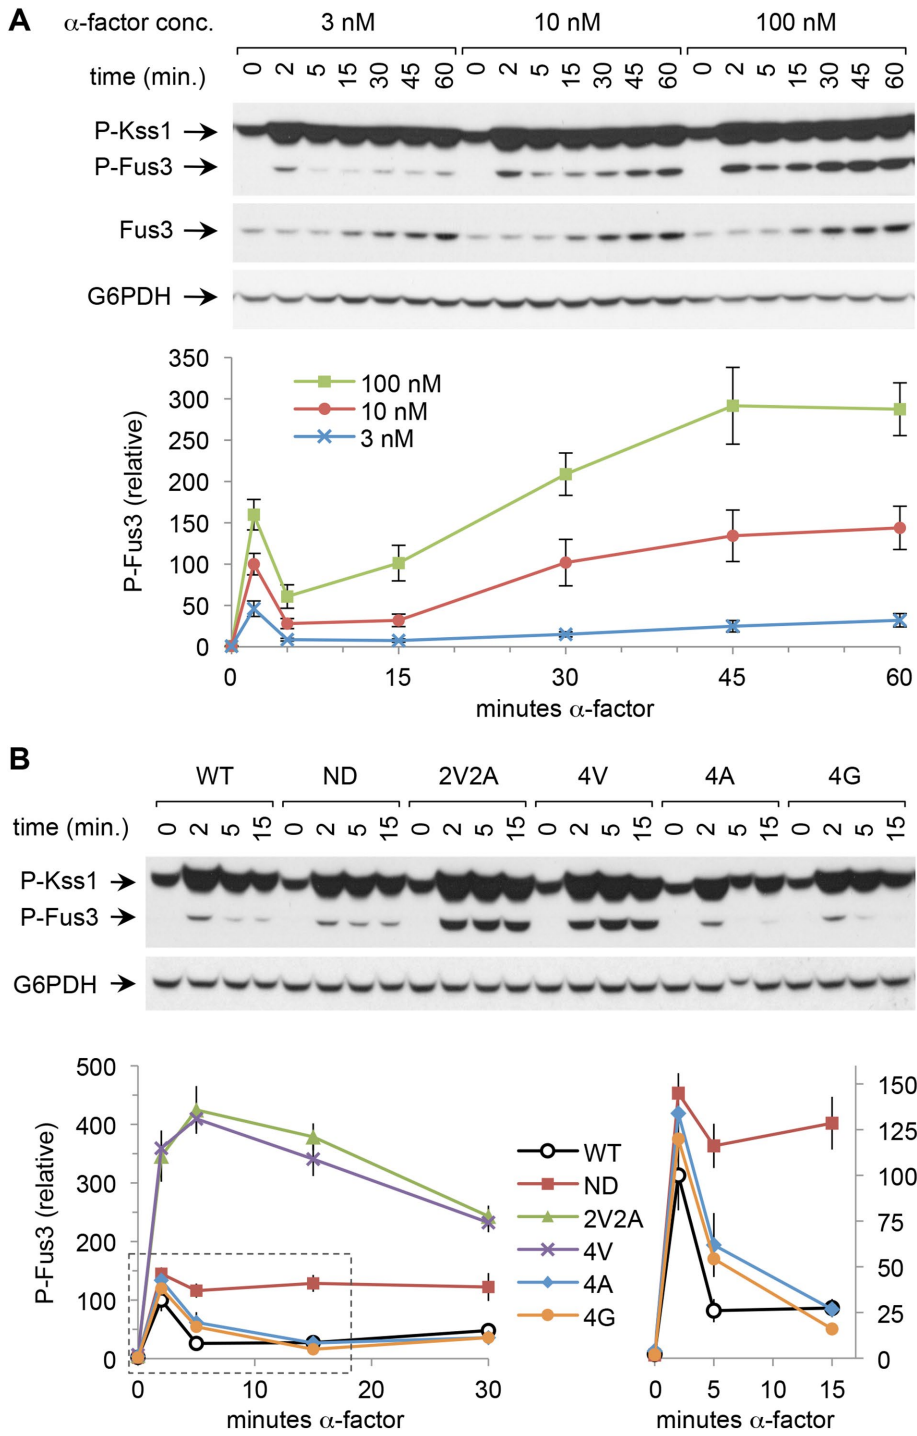 A α-factor conc. 3 nM 10 nM 100 nM
time (min.) 0 2 5 15 30 45 60 0 2 5 15 30 45 60 0 2 5 15 30 45 60
P-Kss1
P-Fus3
Fus3
G6PDH
350
300
250
200
150
100
50
0
P-Fus3 (relative)
100 nM
10 nM
3 nM
0 15 30 45 60
minutes α-factor
B
WT ND 2V2A 4V 4A 4G
time (min.) 0 2 5 15 0 2 5 15 0 2 5 15 0 2 5 15 0 2 5 15 0 2 5 15
P-Kss1
P-Fus3
G6PDH
500
400
300
200
100
0
P-Fus3 (relative)
0 10 20 30
minutes α-factor
WT
ND
2V2A
4V
4A
4G
150
125
100
75
50
25
0
0 5 10 15
minutes α-factor